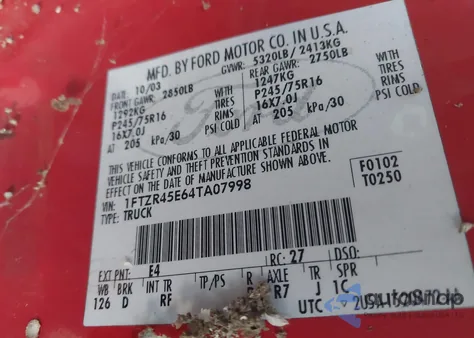 MFD. BY FORD MOTOR CO. IN U.S.A.
DATE: 10/03 GVWR: 5320LB/ 2413KG
FRONT GAWR: 2850LB REAR GAWR: 2750LB
1292KG WITH 1247KG WITH
P245/75R16 TIRES P245/75R16 TIRES
16X7.0J RIMS 16X7.0J RIMS
AT 205 kPa/30 PSI COLD AT 205 kPa/30 PSI COLD
THIS VEHICLE CONFORMS TO ALL APPLICABLE FEDERAL MOTOR
VEHICLE SAFETY AND THEFT PREVENTION STANDARDS IN
EFFECT ON THE DATE OF MANUFACTURE SHOWN ABOVE.
VIN: 1FTZR45E64TA07998 F0102
TYPE: TRUCK T0250
EXT PNT: E4 RC: 27 DSO:
WB BRK INT TR TP/PS R AXLE TR SPR
126 D RF R7 J 1C
UTC